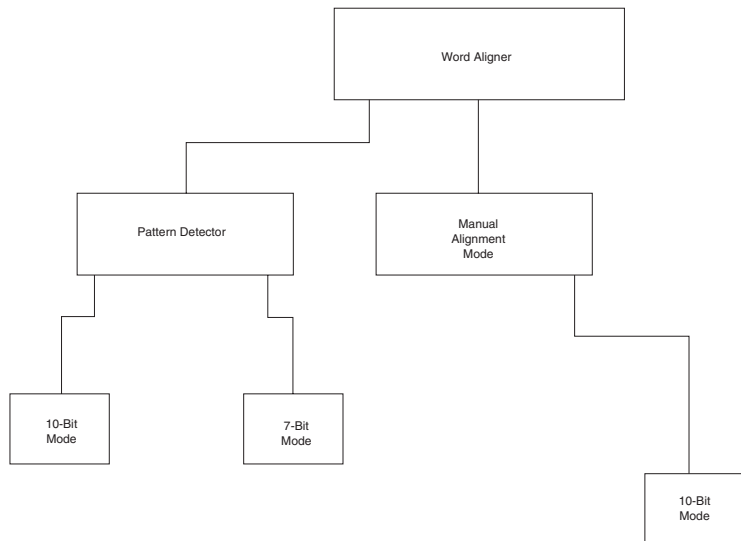 Word Aligner
Pattern Detector
Manual
Alignment
Mode
10-Bit
Mode
7-Bit
Mode
10-Bit
Mode